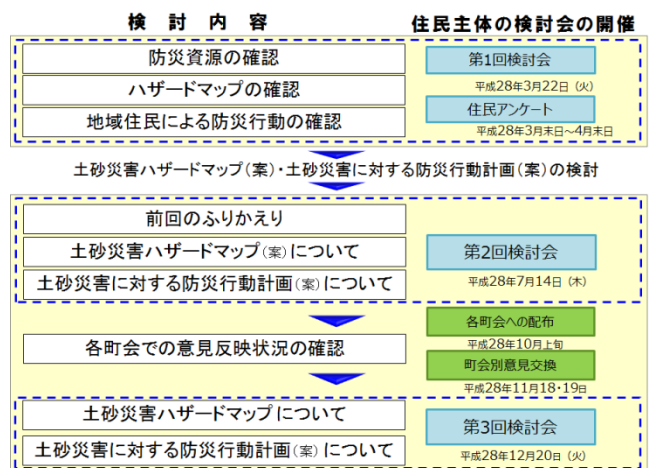 検討内容
住民主体の検討会の開催
防災資源の確認
ハザードマップの確認
地域住民による防災行動の確認
第1回検討会
平成28年3月22日（火）
住民アンケート
平成28年3月末日～4月末日
土砂災害ハザードマップ（案）・土砂災害に対する防災行動計画（案）の検討
前回のふりかえり
土砂災害ハザードマップ（案）について
土砂災害に対する防災行動計画（案）について
第2回検討会
平成28年7月14日（木）
各町会での意見反映状況の確認
各町会への配布
平成28年10月上旬
町会別意見交換
平成28年11月18・19日
土砂災害ハザードマップについて
土砂災害に対する防災行動計画（案）について
第3回検討会
平成28年12月20日（火）